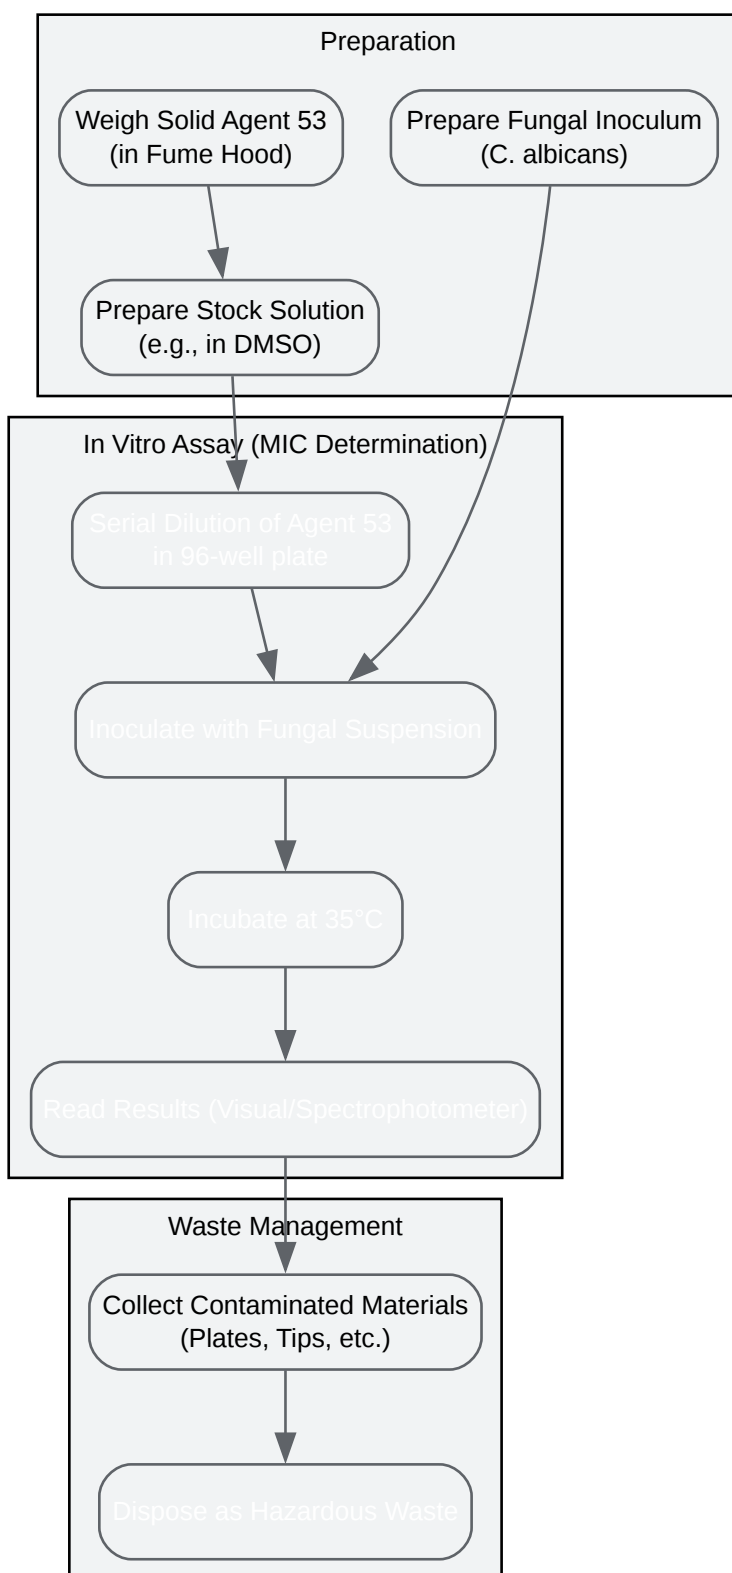 Preparation
Weigh Solid Agent 53
(in Fume Hood)
Prepare Fungal Inoculum
(C. albicans)
Prepare Stock Solution
(e.g., in DMSO)
In Vitro Assay (MIC Determination)
Serial Dilution of Agent 53
in 96-well plate
Inoculate with Fungal Suspension
Incubate at 35°C
Read Results (Visual/Spectrophotometer)
Waste Management
Collect Contaminated Materials
(Plates, Tips, etc.)
Dispose as Hazardous Waste